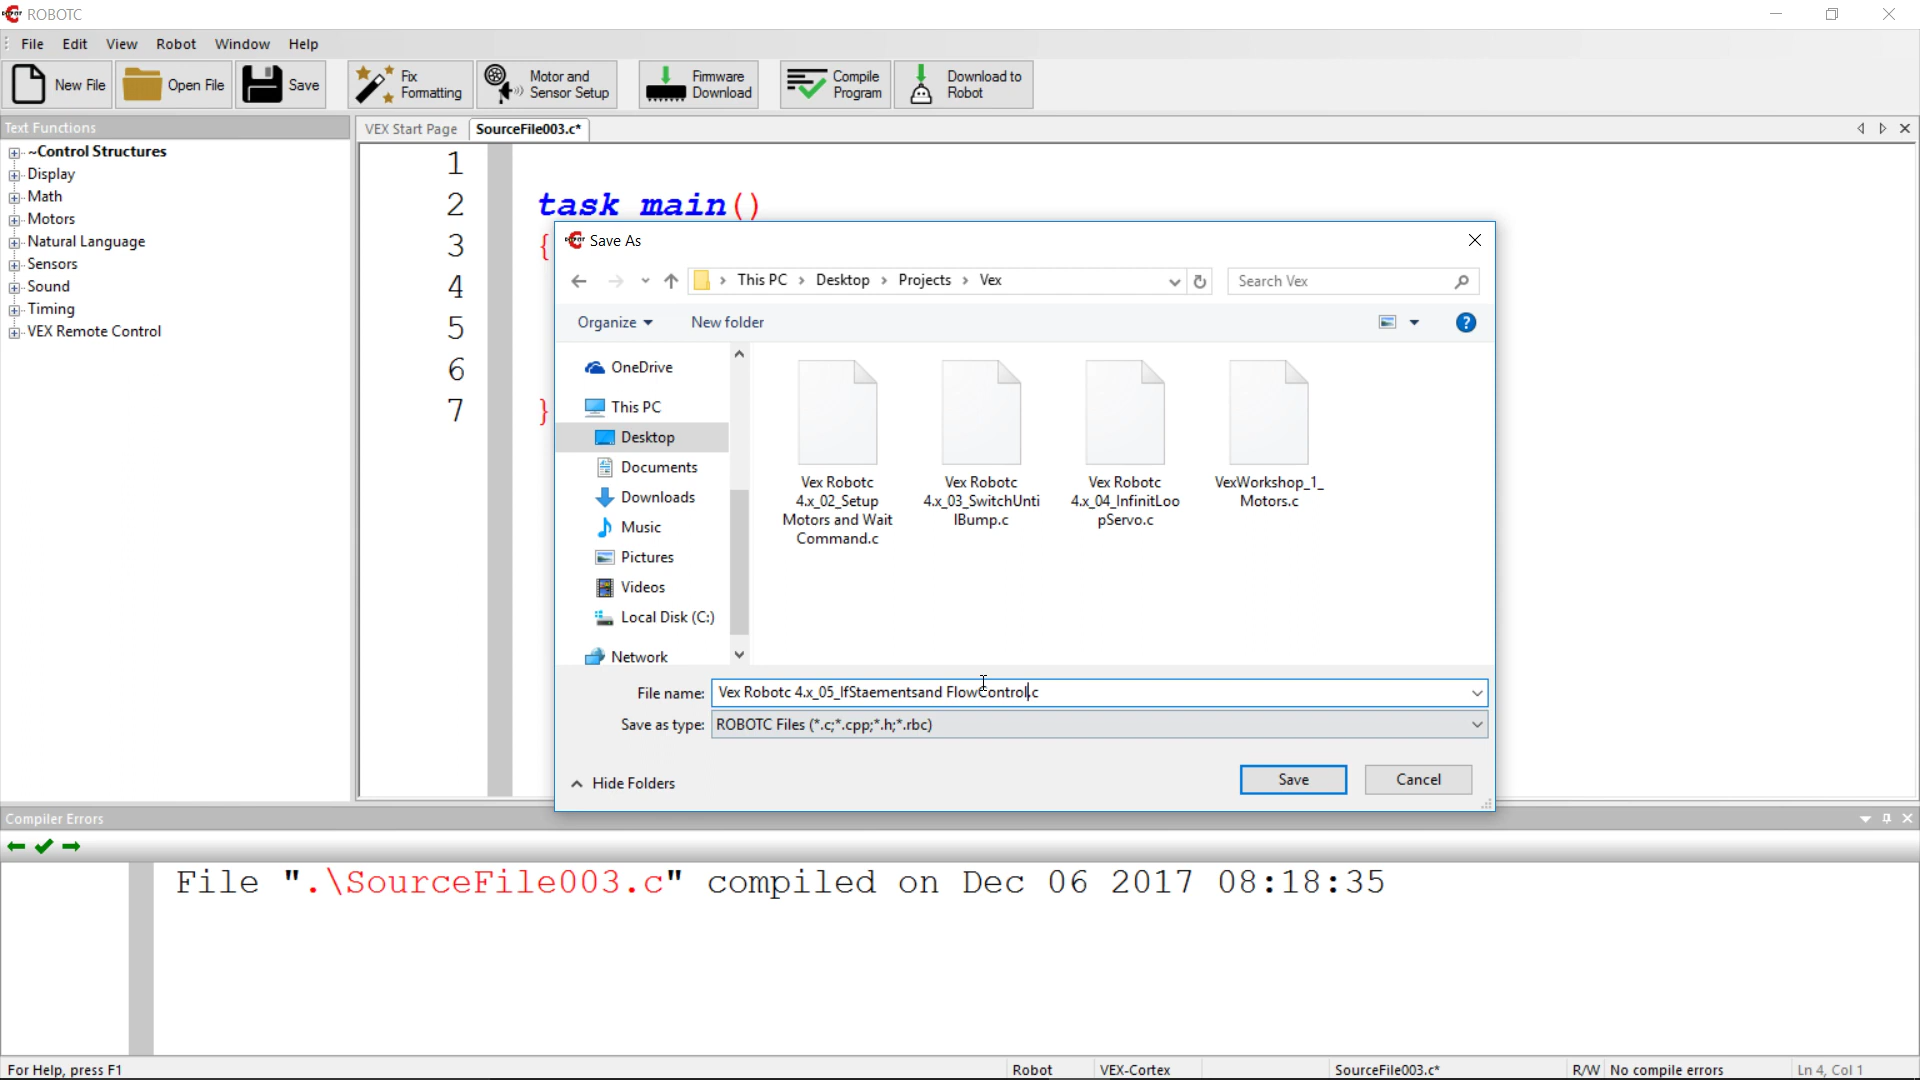 ROBOTC
File Edit View Robot Window Help
New File Open File Save Fix Formatting Motor and Sensor Setup Firmware Download Compile Program Download to Robot
Text Functions
~Control Structures
Display
Math
Motors
Natural Language
Sensors
Sound
Timing
VEX Remote Control
VEX Start Page SourceFile003.c*
1
2 task main()
3 {
4
5
6
7 }
Save As
This PC > Desktop > Projects > Vex Search Vex
Organize New folder
OneDrive
This PC
Desktop
Documents
Downloads
Music
Pictures
Videos
Local Disk (C:)
Network
Vex Robotc
4.x_02_Setup
Motors and Wait
Command.c
Vex Robotc
4.x_03_SwitchUnti
lBump.c
Vex Robotc
4.x_04_InfinitLoo
pServo.c
VexWorkshop_1_
Motors.c
File name: Vex Robotc 4.x_05_IfStaementsand FlowControl.c
Save as type: ROBOTC Files (*.c;*.cpp;*.h;*.rbc)
Hide Folders Save Cancel
Compiler Errors
File ".\SourceFile003.c" compiled on Dec 06 2017 08:18:35
For Help, press F1 Robot VEX-Cortex SourceFile003.c* R/W No compile errors Ln 4, Col 1